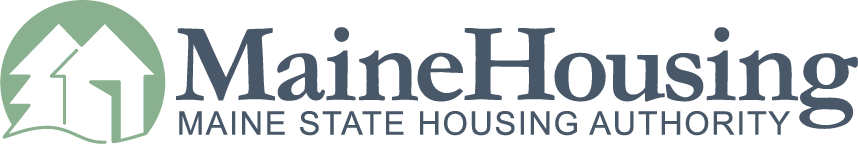 MaineHousing
MAINE STATE HOUSING AUTHORITY